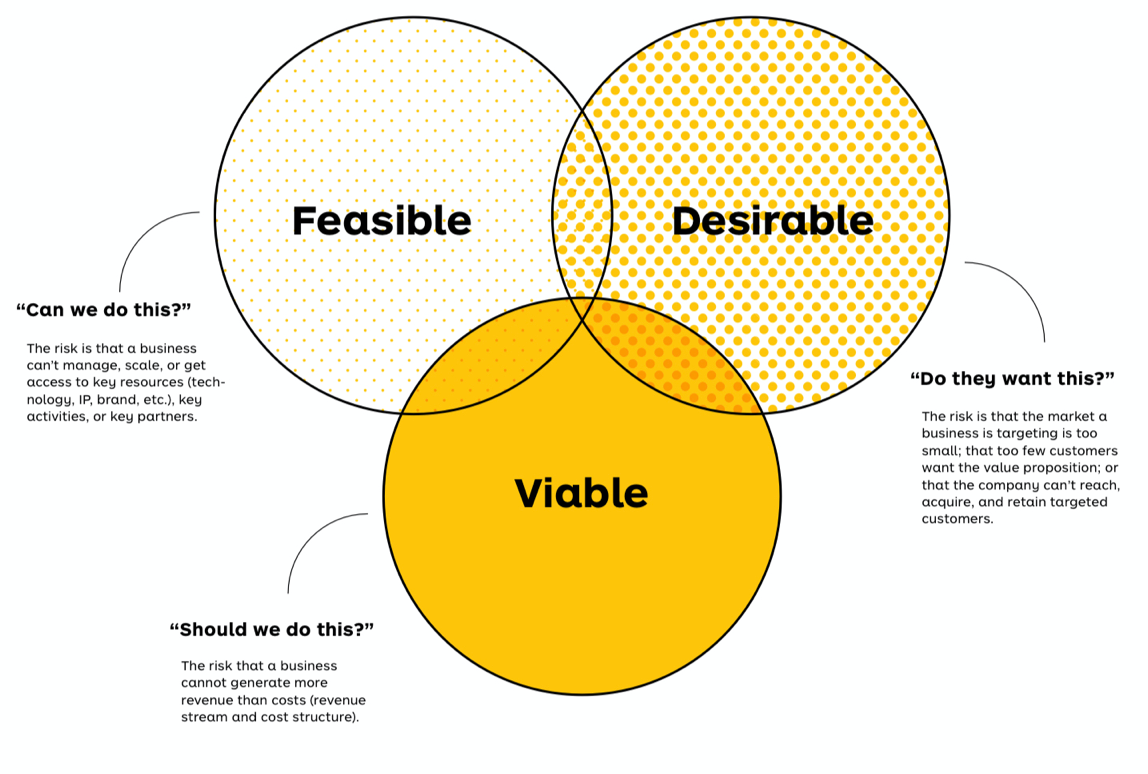 Feasible
Desirable
“Can we do this?”
The risk is that a business
can’t manage, scale, or get
access to key resources (tech-
nology, IP, brand, etc.), key
activities, or key partners.
“Do they want this?”
The risk is that the market a
business is targeting is too
small; that too few customers
want the value proposition; or
that the company can’t reach,
acquire, and retain targeted
customers.
Viable
“Should we do this?”
The risk that a business
cannot generate more
revenue than costs (revenue
stream and cost structure).